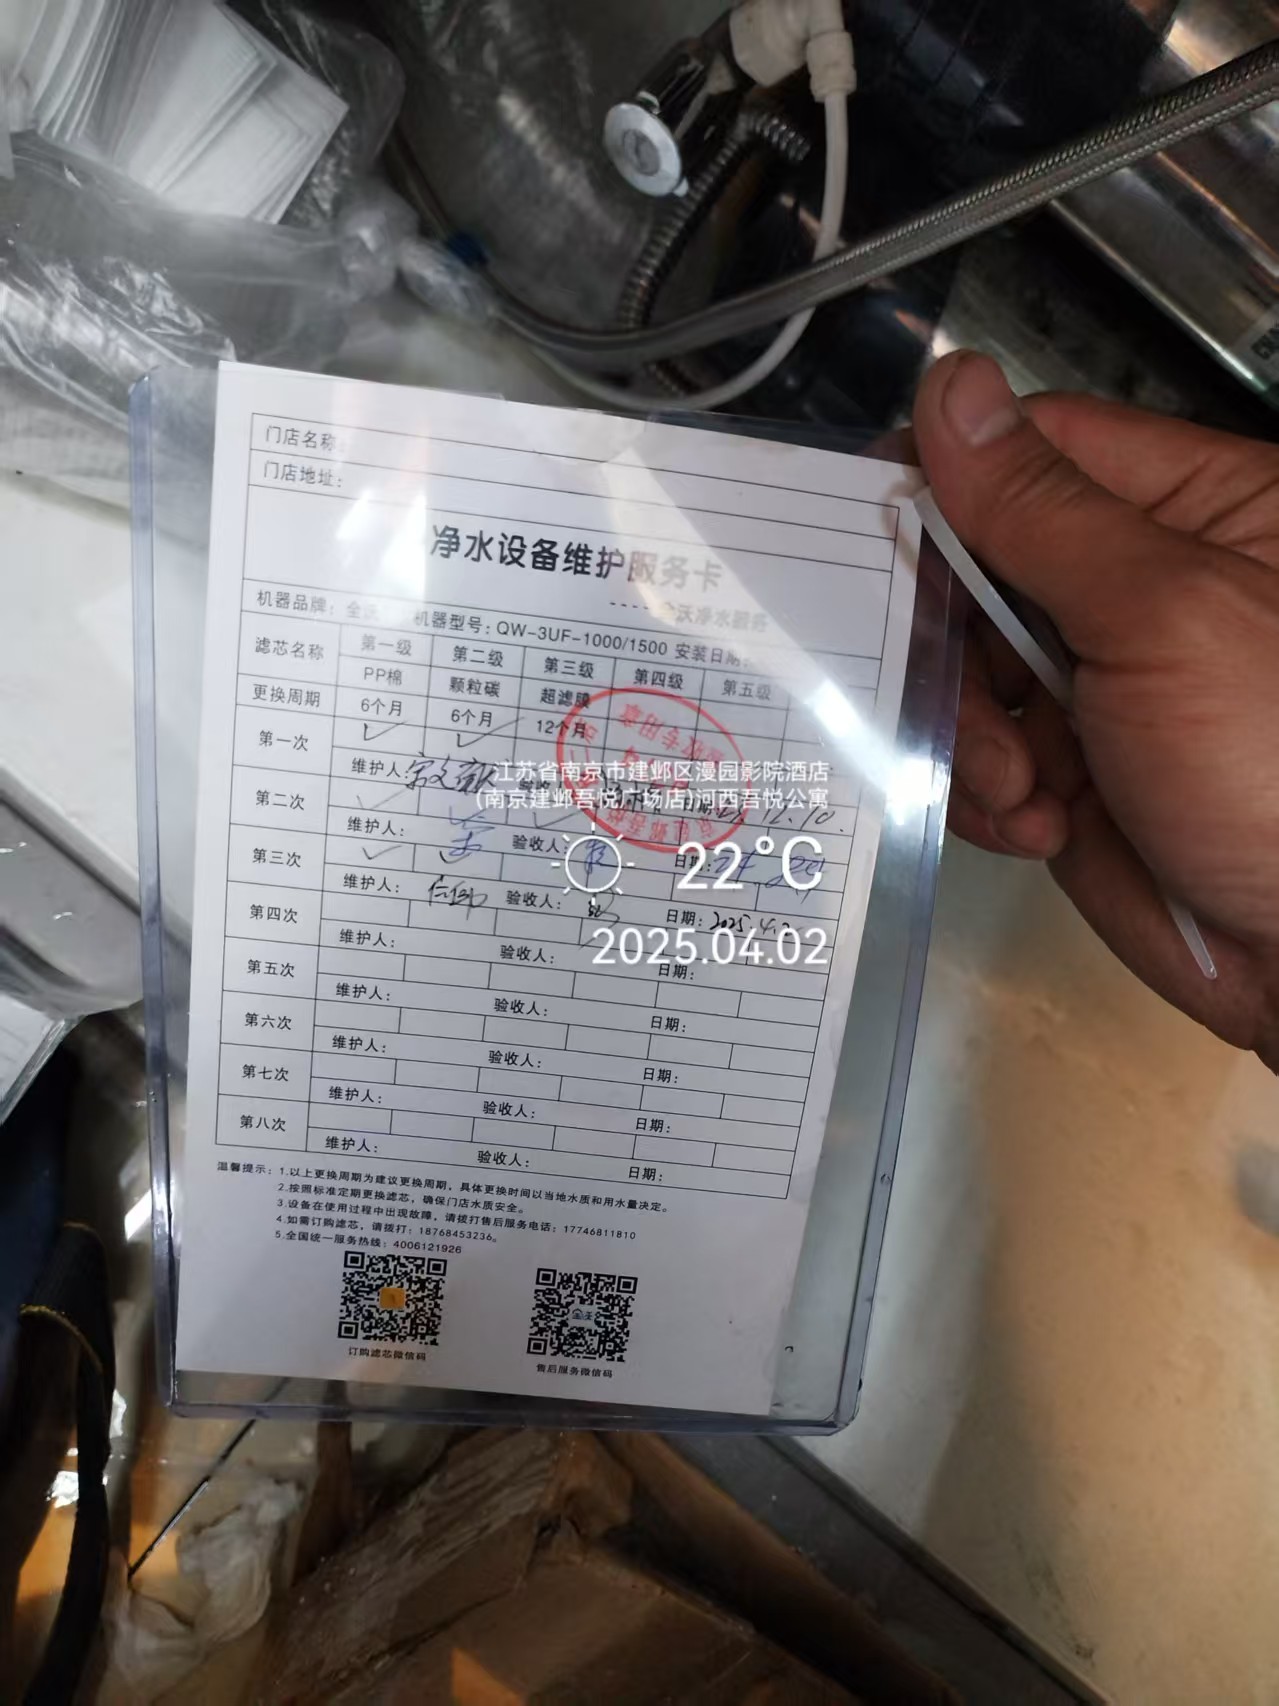 门店名称:
门店地址:
净水设备维护服务卡
----全沃净水服务
机器品牌: 全沃 机器型号: QW-3UF-1000/1500 安装日期:
滤芯名称 第一级 第二级 第三级 第四级 第五级
PP棉 颗粒碳 超滤膜
更换周期 6个月 6个月 12个月
第一次 ✓ ✓
维护人: 验收 日期: 12.10.
第二次 ✓ ✓ ✓
维护人: 验收人: 日期:
第三次 ✓ ✓
维护人: 验收人: 日期: 2025.4.2
第四次
维护人: 验收人: 日期:
第五次
维护人: 验收人: 日期:
第六次
维护人: 验收人: 日期:
第七次
维护人: 验收人: 日期:
第八次
维护人: 验收人: 日期:
温馨提示: 1.以上更换周期为建议更换周期，具体更换时间以当地水质和用水量决定。
2.按照标准定期更换滤芯，确保门店水质安全。
3.设备在使用过程中出现故障，请拨打售后服务电话: 17746811810
4.如需订购滤芯，请拨打: 18768453236。
5.全国统一服务热线: 4006121926
订购滤芯微信码
售后服务微信码
江苏省南京市建邺区漫园影院酒店
(南京建邺吾悦广场店)河西吾悦公寓
22°C
2025.04.02